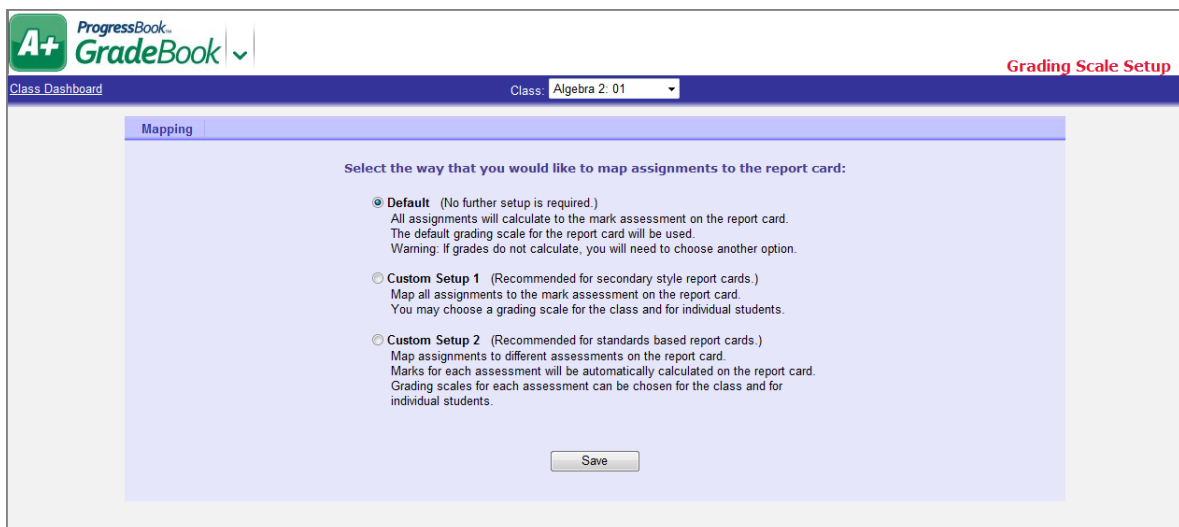 A+ ProgressBook™
GradeBook
Grading Scale Setup
Class Dashboard
Class: Algebra 2: 01
Mapping
Select the way that you would like to map assignments to the report card:
Default (No further setup is required.)
All assignments will calculate to the mark assessment on the report card.
The default grading scale for the report card will be used.
Warning: If grades do not calculate, you will need to choose another option.
Custom Setup 1 (Recommended for secondary style report cards.)
Map all assignments to the mark assessment on the report card.
You may choose a grading scale for the class and for individual students.
Custom Setup 2 (Recommended for standards based report cards.)
Map assignments to different assessments on the report card.
Marks for each assessment will be automatically calculated on the report card.
Grading scales for each assessment can be chosen for the class and for
individual students.
Save